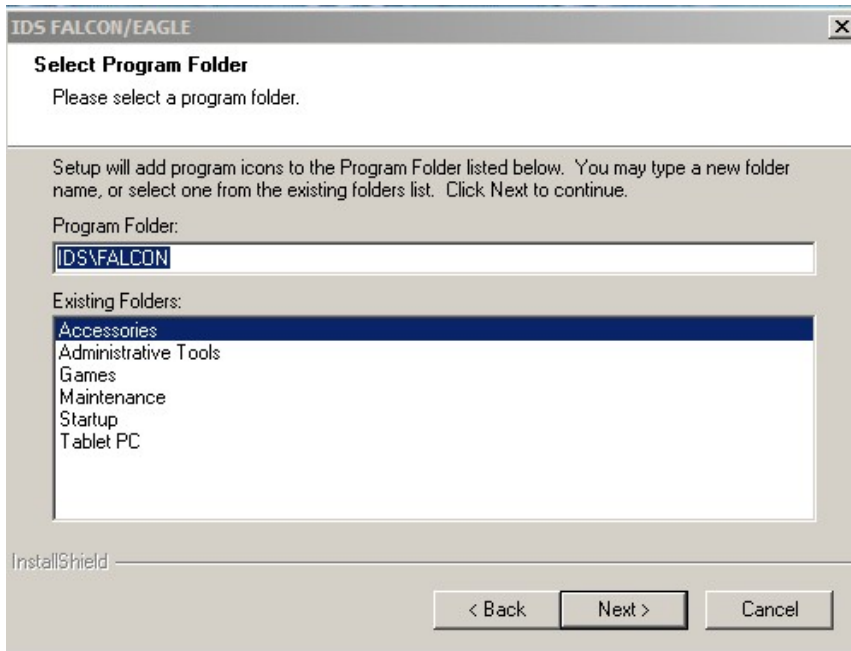 IDS FALCON/EAGLE
Select Program Folder
Please select a program folder.
Setup will add program icons to the Program Folder listed below.  You may type a new folder
name, or select one from the existing folders list.  Click Next to continue.
Program Folder:
IDS\FALCON
Existing Folders:
Accessories
Administrative Tools
Games
Maintenance
Startup
Tablet PC
InstallShield
< Back
Next >
Cancel